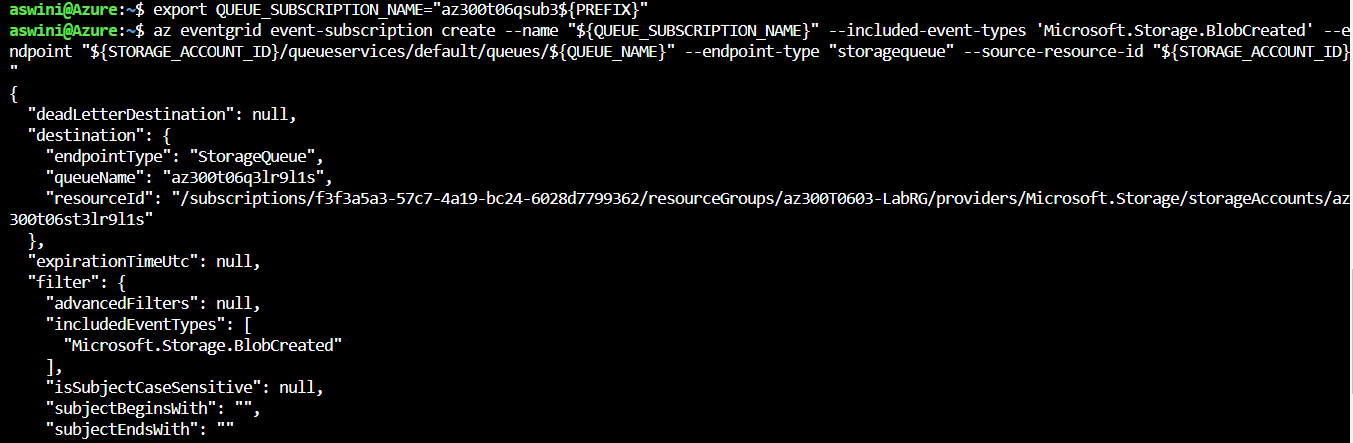 aswini@Azure:~$ export QUEUE_SUBSCRIPTION_NAME="az300t06qsub3${PREFIX}"
aswini@Azure:~$ az eventgrid event-subscription create --name "${QUEUE_SUBSCRIPTION_NAME}" --included-event-types 'Microsoft.Storage.BlobCreated' --e
ndpoint "${STORAGE_ACCOUNT_ID}/queueservices/default/queues/${QUEUE_NAME}" --endpoint-type "storagequeue" --source-resource-id "${STORAGE_ACCOUNT_ID}
"
{
  "deadLetterDestination": null,
  "destination": {
    "endpointType": "StorageQueue",
    "queueName": "az300t06q3lr9l1s",
    "resourceId": "/subscriptions/f3f3a5a3-57c7-4a19-bc24-6028d7799362/resourceGroups/az300T0603-LabRG/providers/Microsoft.Storage/storageAccounts/az
300t06st3lr9l1s"
  },
  "expirationTimeUtc": null,
  "filter": {
    "advancedFilters": null,
    "includedEventTypes": [
      "Microsoft.Storage.BlobCreated"
    ],
    "isSubjectCaseSensitive": null,
    "subjectBeginsWith": "",
    "subjectEndsWith": ""